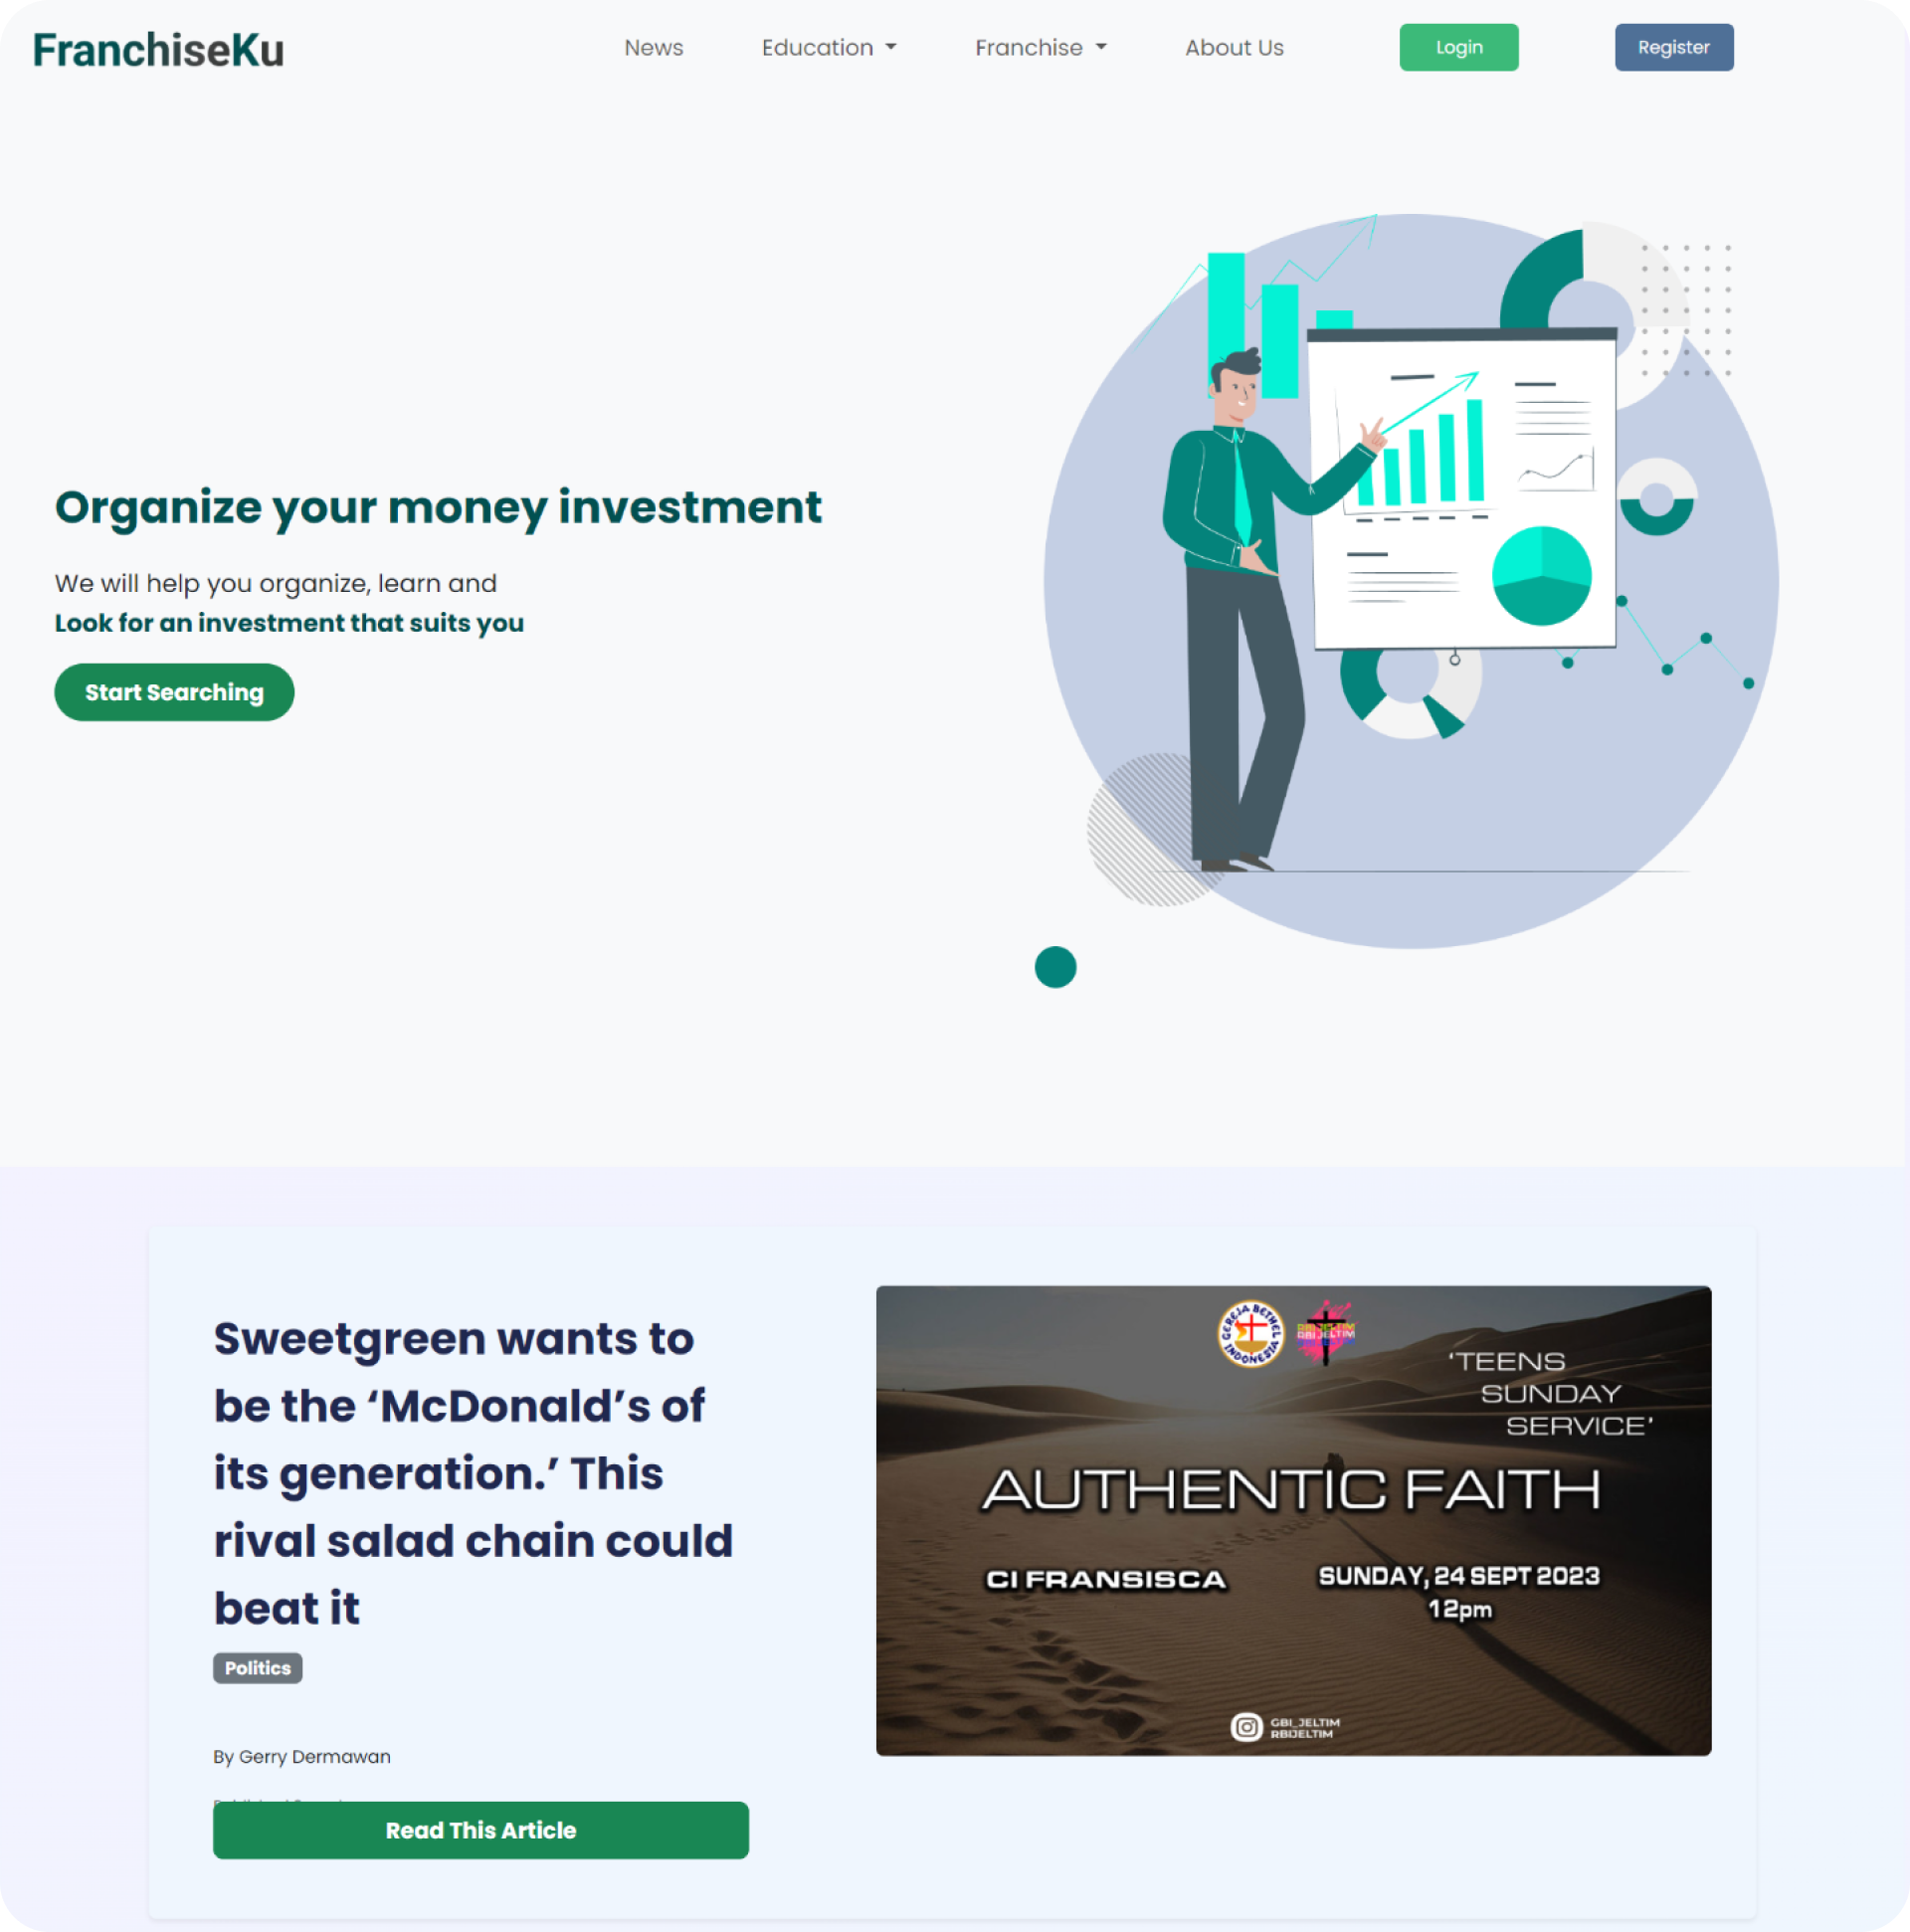 FranchiseKu
News
Education
Franchise
About Us
Login
Register
Organize your money investment
We will help you organize, learn and
Look for an investment that suits you
Start Searching
Sweetgreen wants to
be the ‘McDonald’s of
its generation.’ This
rival salad chain could
beat it
Politics
By Gerry Dermawan
Read This Article
GEREJA BETHEL
INDONESIA
GBI JELTIM
RBI JELTIM
‘TEENS
SUNDAY
SERVICE’
AUTHENTIC FAITH
CI FRANSISCA
SUNDAY, 24 SEPT 2023
12pm
GBI_JELTIM
RBIJELTIM